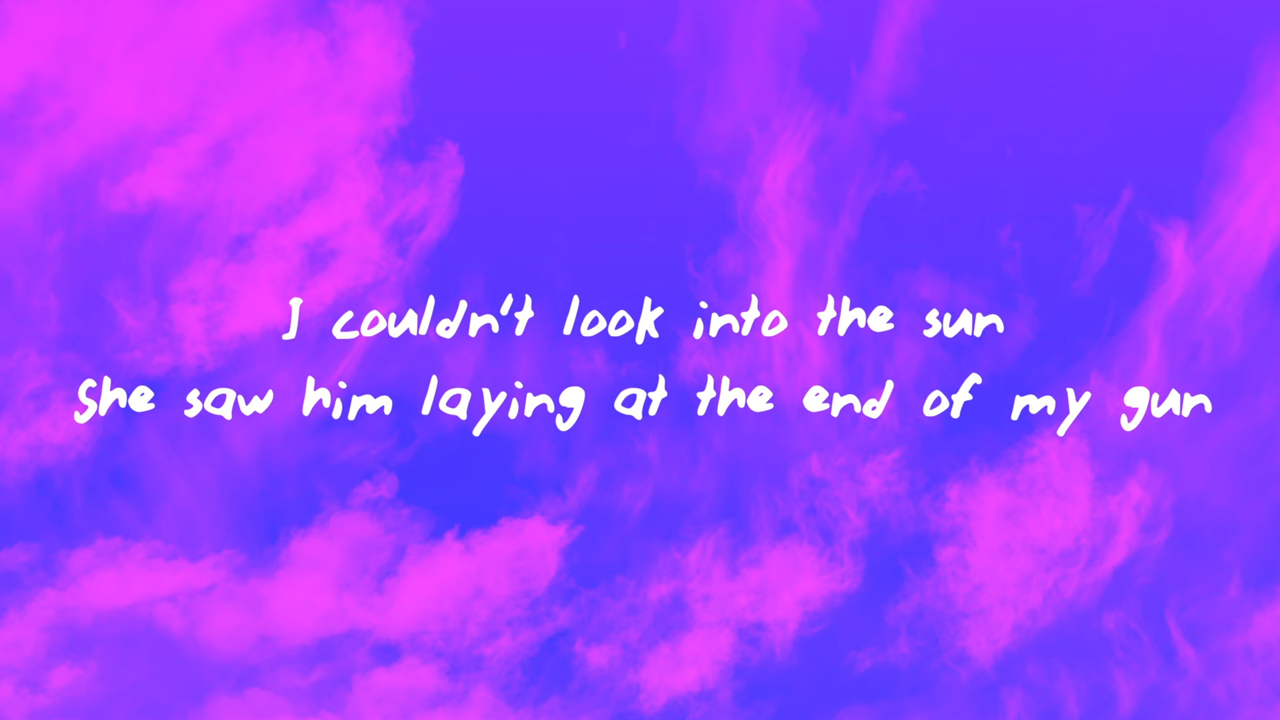 I couldn't look into the sun
She saw him laying at the end of my gun